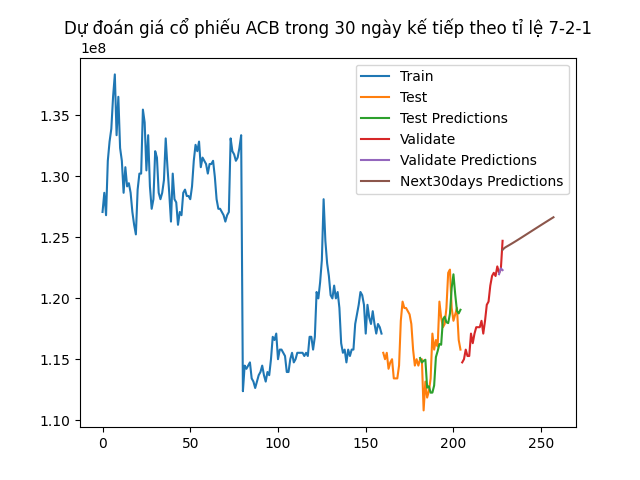 Dự đoán giá cổ phiếu ACB trong 30 ngày kế tiếp theo tỉ lệ 7-2-1
1e8
Train
Test
Test Predictions
Validate
Validate Predictions
Next30days Predictions
1.35
1.30
1.25
1.20
1.15
1.10
0
50
100
150
200
250